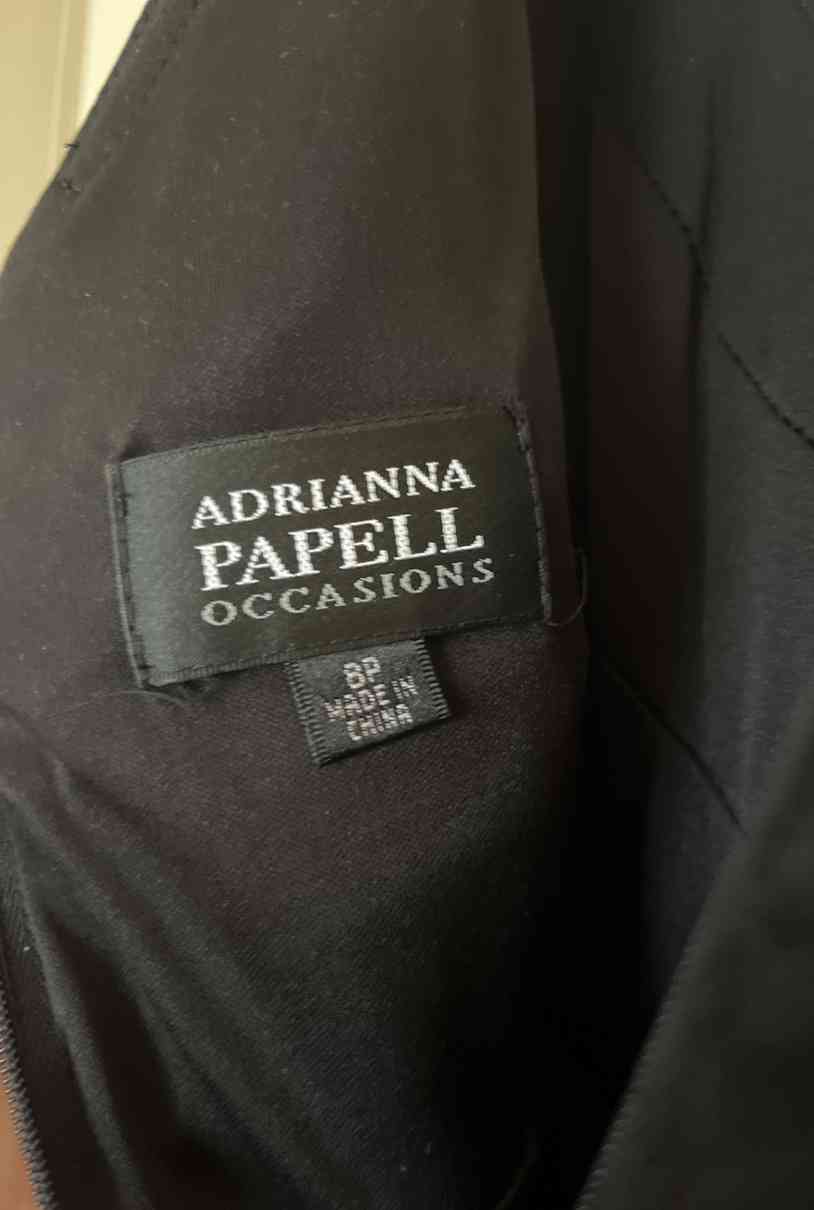 ADRIANNA
PAPELL
OCCASIONS
8P
MADE IN
CHINA